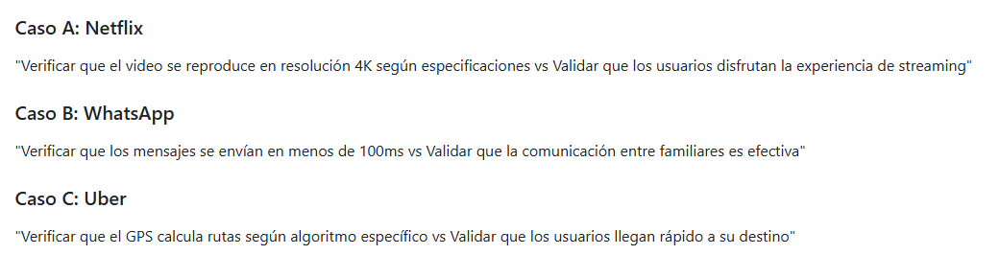 Caso A: Netflix
"Verificar que el video se reproduce en resolución 4K según especificaciones vs Validar que los usuarios disfrutan la experiencia de streaming"
Caso B: WhatsApp
"Verificar que los mensajes se envían en menos de 100ms vs Validar que la comunicación entre familiares es efectiva"
Caso C: Uber
"Verificar que el GPS calcula rutas según algoritmo específico vs Validar que los usuarios llegan rápido a su destino"